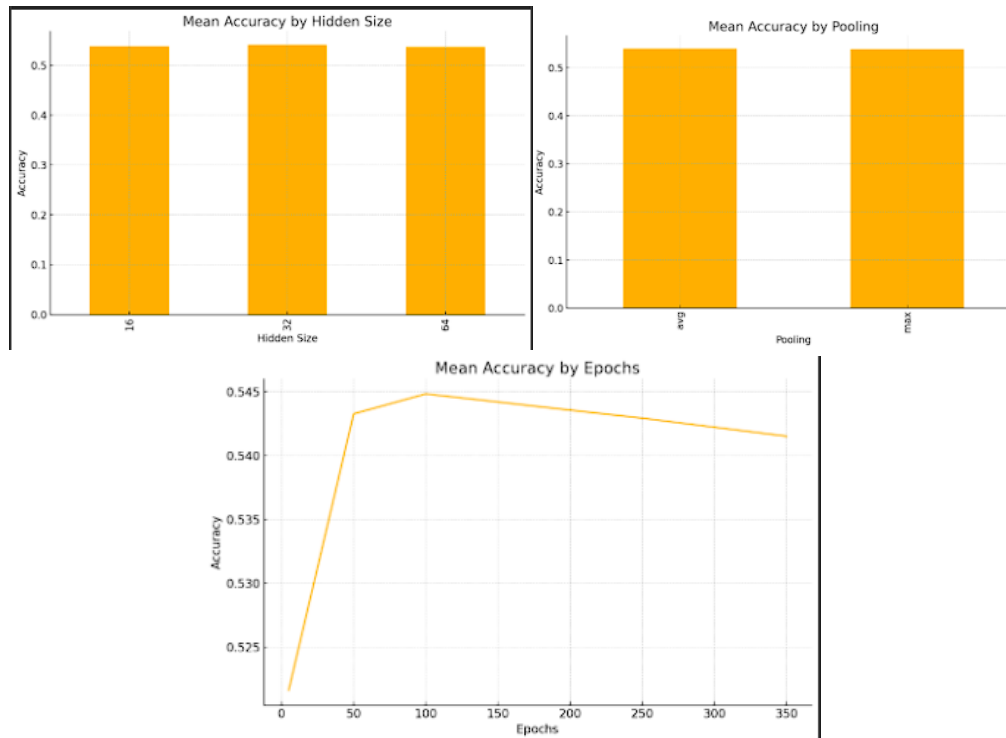 Mean Accuracy by Hidden Size
Accuracy
0.5
0.4
0.3
0.2
0.1
0.0
16
32
64
Hidden Size
Mean Accuracy by Pooling
Accuracy
0.5
0.4
0.3
0.2
0.1
0.0
avg
max
Pooling
Mean Accuracy by Epochs
Accuracy
0.545
0.540
0.535
0.530
0.525
0
50
100
150
200
250
300
350
Epochs